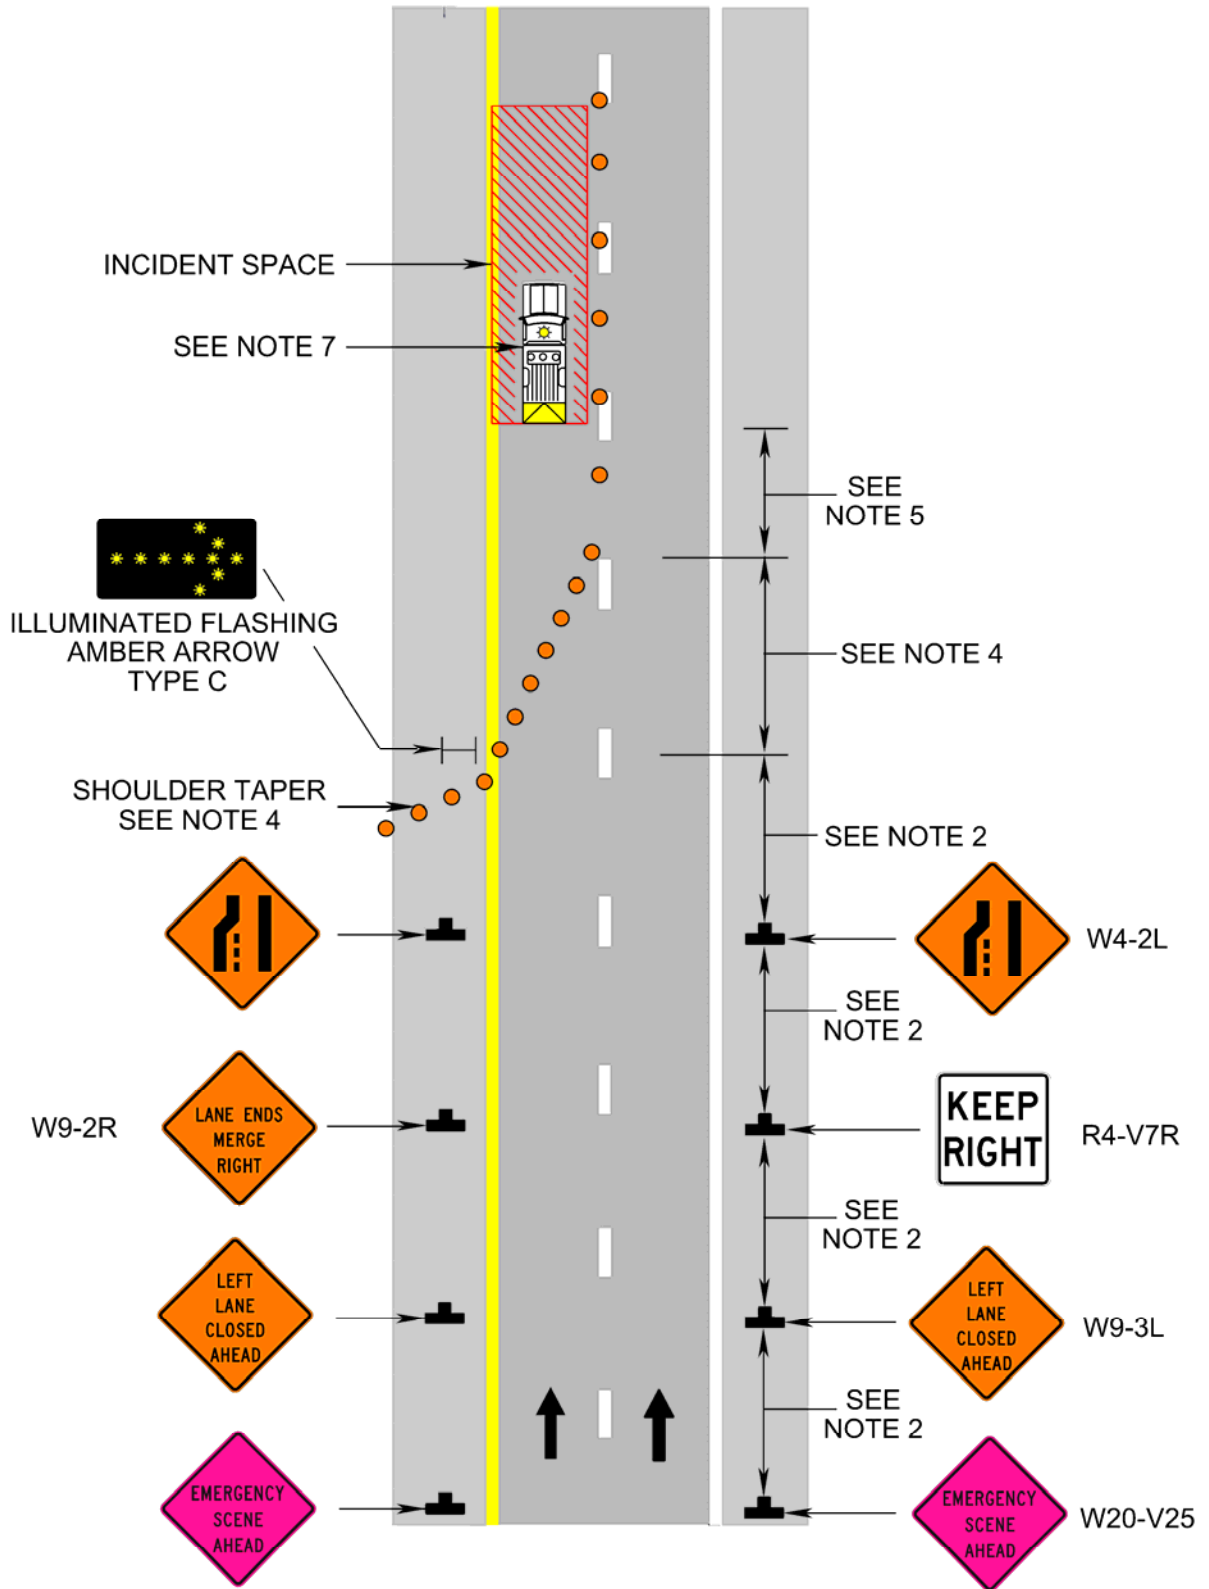 INCIDENT SPACE
SEE NOTE 7
SEE
NOTE 5
ILLUMINATED FLASHING
AMBER ARROW
TYPE C
SEE NOTE 4
SHOULDER TAPER
SEE NOTE 4
SEE NOTE 2
W4-2L
SEE
NOTE 2
W9-2R
LANE ENDS
MERGE
RIGHT
KEEP
RIGHT
R4-V7R
SEE
NOTE 2
LEFT
LANE
CLOSED
AHEAD
LEFT
LANE
CLOSED
AHEAD
W9-3L
SEE
NOTE 2
EMERGENCY
SCENE
AHEAD
EMERGENCY
SCENE
AHEAD
W20-V25